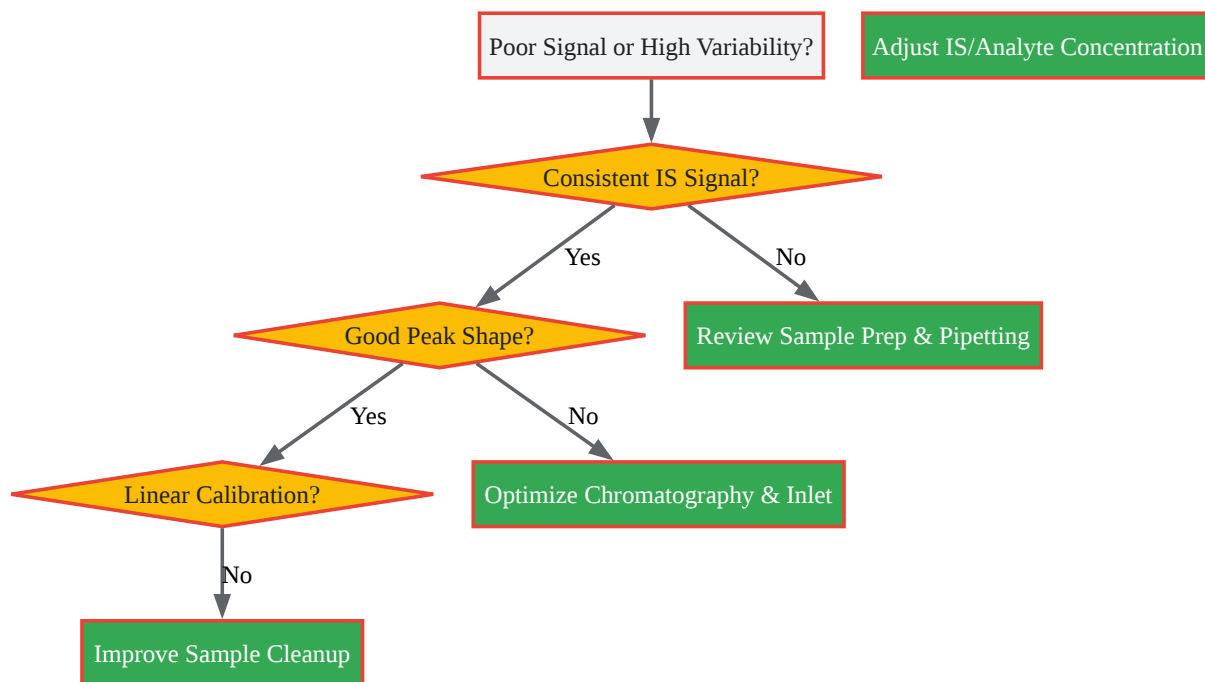 Poor Signal or High Variability?
Adjust IS/Analyte Concentration
Consistent IS Signal?
Yes
No
Good Peak Shape?
Review Sample Prep & Pipetting
Yes
No
Linear Calibration?
Optimize Chromatography & Inlet
No
Improve Sample Cleanup